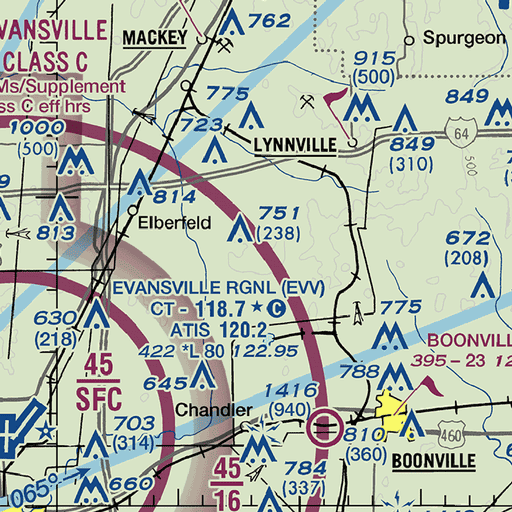 VANSVILLE
CLASS C
Ms/Supplement
ss C eff hrs
MACKEY
762
Spurgeon
915
(500)
775
849
1000
(500)
723
LYNNVILLE
849
(310)
64
500
814
813
Elberfeld
751
(238)
672
(208)
EVANSVILLE RGNL (EVV)
CT - 118.7 ★ C
ATIS 120.2
422 *L 80 122.95
630
(218)
775
BOONVILL
395 - 23 12
45
SFC
645
788
1416
(940)
Chandler
703
(314)
810
(360)
460
BOONVILLE
45
16
784
(337)
065°
660